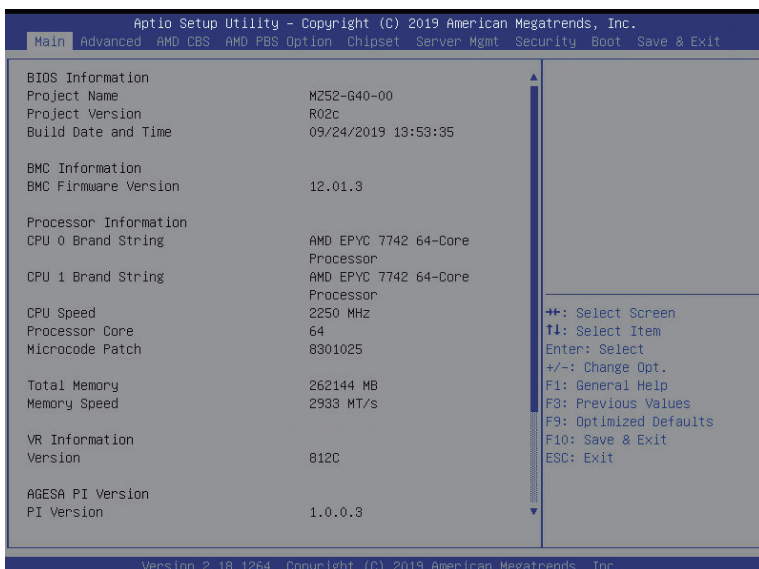 Aptio Setup Utility – Copyright (C) 2019 American Megatrends, Inc.
Main Advanced AMD CBS AMD PBS Option Chipset Server Mgmt Security Boot Save & Exit
BIOS Information
Project Name MZ52-G40-00
Project Version R02c
Build Date and Time 09/24/2019 13:53:35
BMC Information
BMC Firmware Version 12.01.3
Processor Information
CPU 0 Brand String AMD EPYC 7742 64-Core
Processor
CPU 1 Brand String AMD EPYC 7742 64-Core
Processor
CPU Speed 2250 MHz
Processor Core 64
Microcode Patch 8301025
Total Memory 262144 MB
Memory Speed 2933 MT/s
VR Information
Version 812C
AGESA PI Version
PI Version 1.0.0.3
→←: Select Screen
↑↓: Select Item
Enter: Select
+/-: Change Opt.
F1: General Help
F3: Previous Values
F9: Optimized Defaults
F10: Save & Exit
ESC: Exit
Version 2.18.1264. Copyright (C) 2019 American Megatrends, Inc.